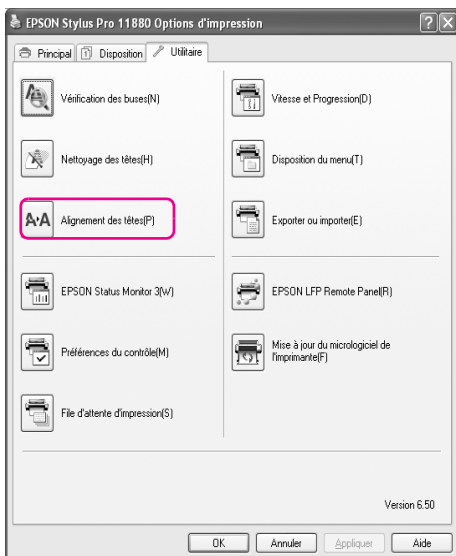 EPSON Stylus Pro 11880 Options d'impression
Principal Disposition Utilitaire
Vérification des buses(N)
Nettoyage des têtes(H)
A▸A Alignement des têtes(P)
EPSON Status Monitor 3(W)
Préférences du contrôle(M)
File d'attente d'impression(S)
Vitesse et Progression(D)
Disposition du menu(T)
Exporter ou importer(E)
EPSON LFP Remote Panel(R)
Mise à jour du micrologiciel de
l'imprimante(F)
Version 6.50
OK Annuler Appliquer Aide